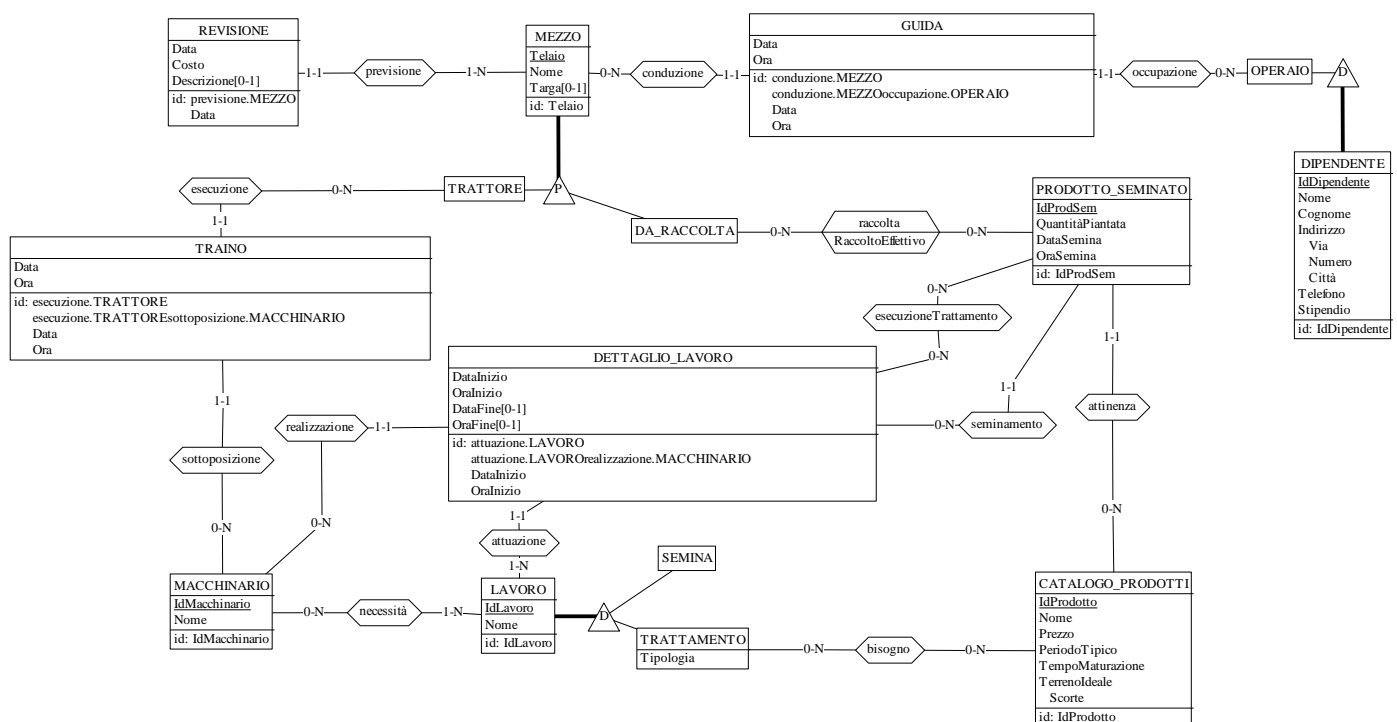 REVISIONE
Data
Costo
Descrizione[0-1]
id: previsione.MEZZO
Data
1-1
previsione
1-N
MEZZO
Telaio
Nome
Targa[0-1]
id: Telaio
0-N
conduzione
1-1
GUIDA
Data
Ora
id: conduzione.MEZZO
conduzione.MEZZOoccupazione.OPERAIO
Data
Ora
1-1
occupazione
0-N
OPERAIO
D
DIPENDENTE
IdDipendente
Nome
Cognome
Indirizzo
Via
Numero
Città
Telefono
Stipendio
id: IdDipendente
esecuzione
0-N
TRATTORE
P
DA_RACCOLTA
0-N
raccolta
RaccoltoEffettivo
0-N
PRODOTTO_SEMINATO
IdProdSem
QuantitàPiantata
DataSemina
OraSemina
id: IdProdSem
1-1
TRAINO
Data
Ora
id: esecuzione.TRATTORE
esecuzione.TRATTOREsottoposizione.MACCHINARIO
Data
Ora
0-N
esecuzioneTrattamento
0-N
DETTAGLIO_LAVORO
DataInizio
OraInizio
DataFine[0-1]
OraFine[0-1]
id: attuazione.LAVORO
attuazione.LAVOROrealizzazione.MACCHINARIO
DataInizio
OraInizio
1-1
1-1
0-N
seminamento
attinenza
1-1
realizzazione
1-1
sottoposizione
0-N
0-N
0-N
1-1
attuazione
1-N
SEMINA
MACCHINARIO
IdMacchinario
Nome
id: IdMacchinario
0-N
necessità
1-N
LAVORO
IdLavoro
Nome
id: IdLavoro
D
TRATTAMENTO
Tipologia
0-N
bisogno
0-N
CATALOGO_PRODOTTI
IdProdotto
Nome
Prezzo
PeriodoTipico
TempoMaturazione
TerrenoIdeale
Scorte
id: IdProdotto